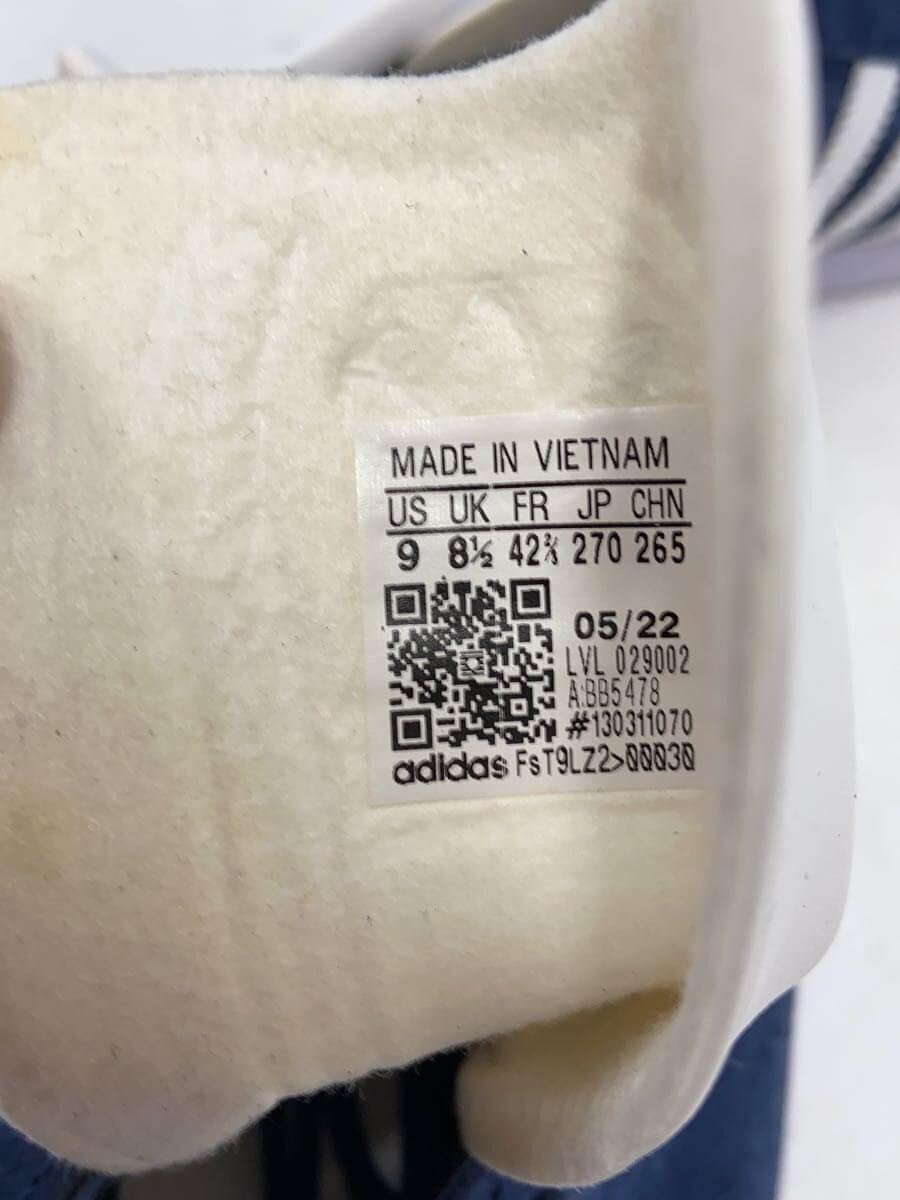 MADE IN VIETNAM
US UK FR JP CHN
9 8½ 42⅔ 270 265
05/22
LVL 029002
A:BB5478
#130311070
adidas FsT9LZ2>00030